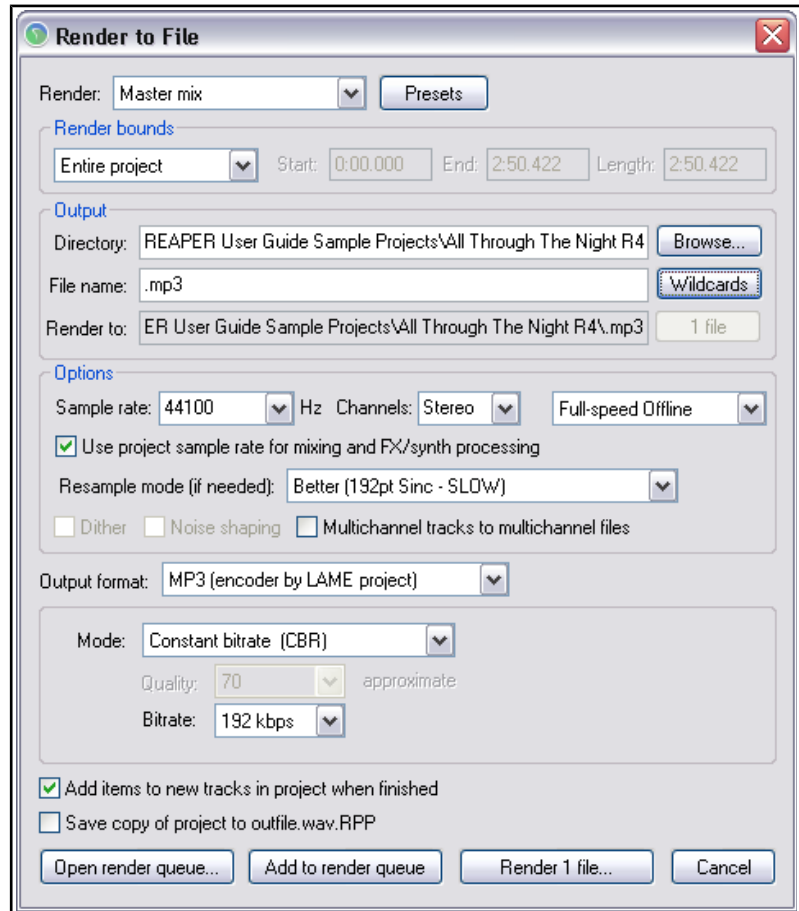 Render to File
Render: Master mix Presets
Render bounds
Entire project Start: 0:00.000 End: 2:50.422 Length: 2:50.422
Output
Directory: REAPER User Guide Sample Projects\All Through The Night R4 Browse...
File name: .mp3 Wildcards
Render to: ER User Guide Sample Projects\All Through The Night R4\.mp3 1 file
Options
Sample rate: 44100 Hz Channels: Stereo Full-speed Offline
Use project sample rate for mixing and FX/synth processing
Resample mode (if needed): Better (192pt Sinc - SLOW)
Dither Noise shaping Multichannel tracks to multichannel files
Output format: MP3 (encoder by LAME project)
Mode: Constant bitrate (CBR)
Quality: 70 approximate
Bitrate: 192 kbps
Add items to new tracks in project when finished
Save copy of project to outfile.wav.RPP
Open render queue... Add to render queue Render 1 file... Cancel